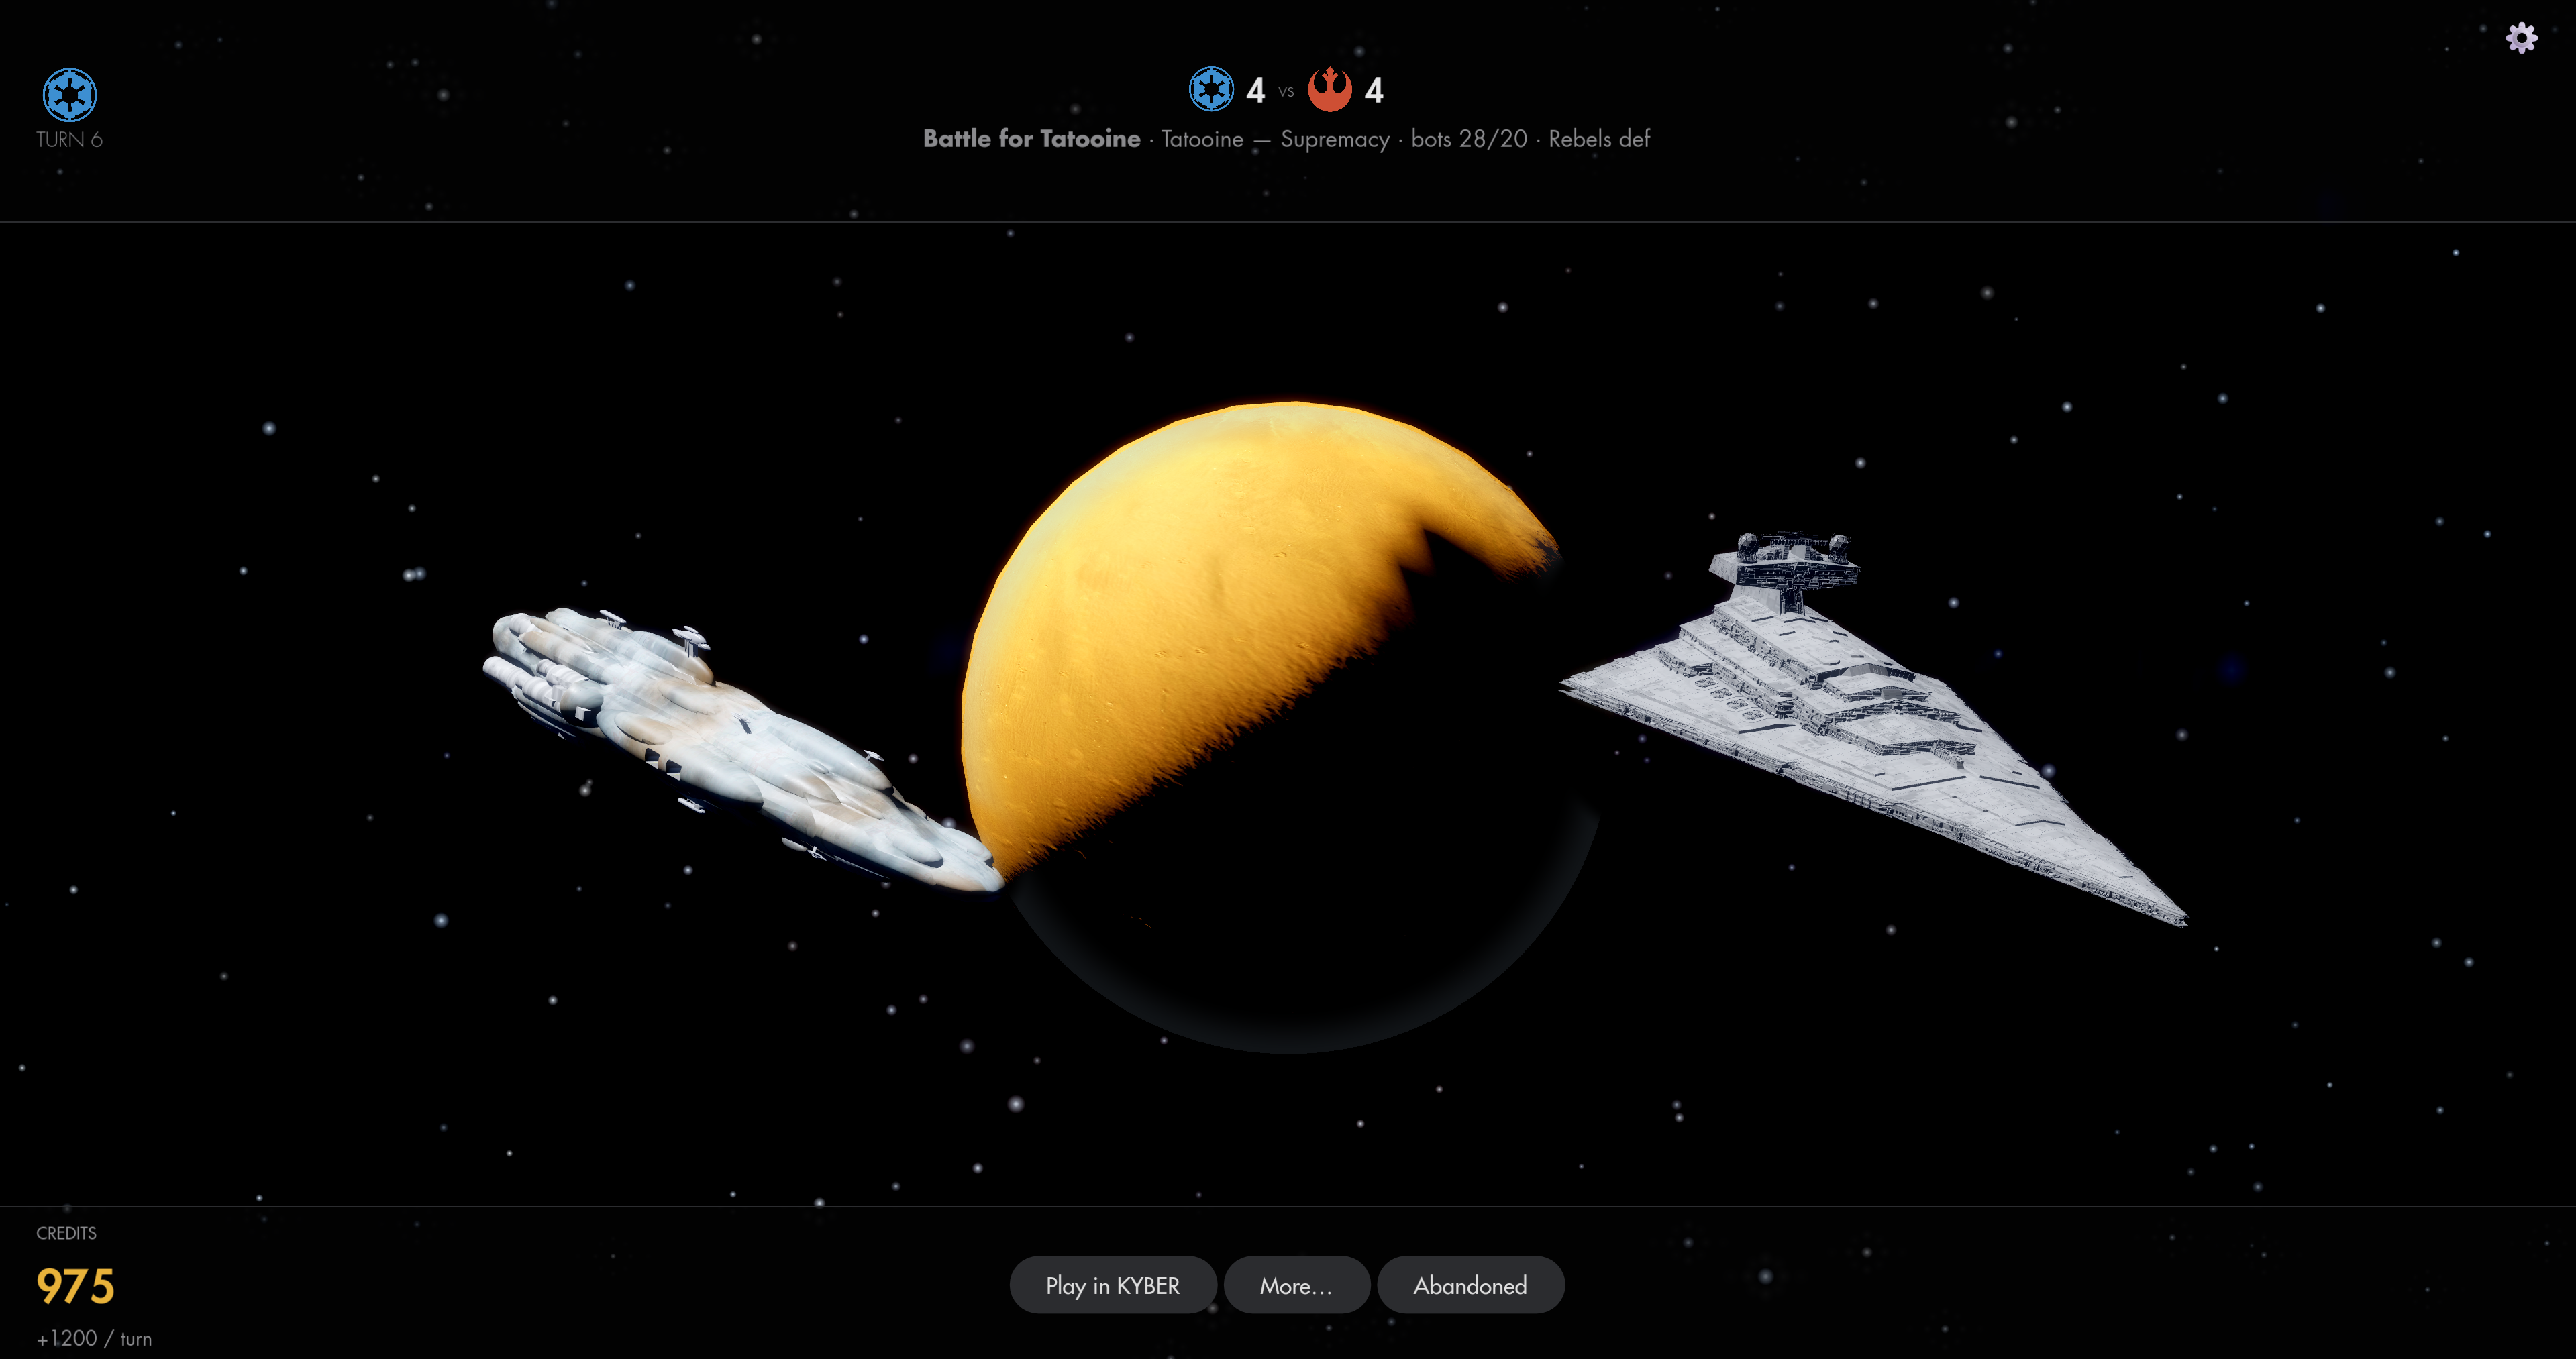 TURN 6
4 vs 4
Battle for Tatooine · Tatooine — Supremacy · bots 28/20 · Rebels def
CREDITS
975
+1200 / turn
Play in KYBER
More...
Abandoned